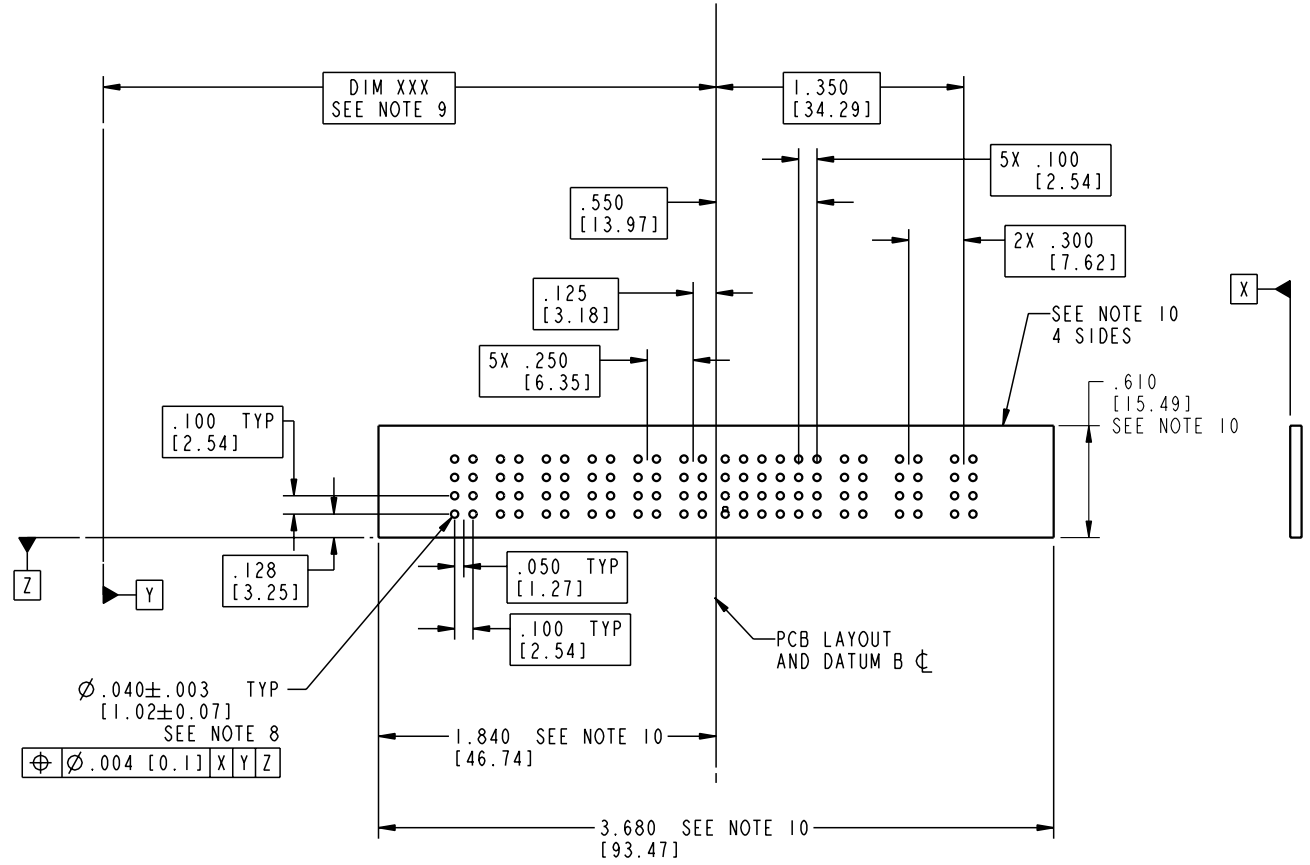 DIM XXX
SEE NOTE 9
1.350
[34.29]
5X .100
[2.54]
.550
[13.97]
2X .300
[7.62]
.125
[3.18]
X
SEE NOTE 10
4 SIDES
5X .250
[6.35]
.610
[15.49]
SEE NOTE 10
.100 TYP
[2.54]
Z
Y
.128
[3.25]
.050 TYP
[1.27]
.100 TYP
[2.54]
PCB LAYOUT
AND DATUM B ℄
Ø.040±.003 TYP
[1.02±0.07]
SEE NOTE 8
⌖ Ø.004 [0.1] X Y Z
1.840 SEE NOTE 10
[46.74]
3.680 SEE NOTE 10
[93.47]